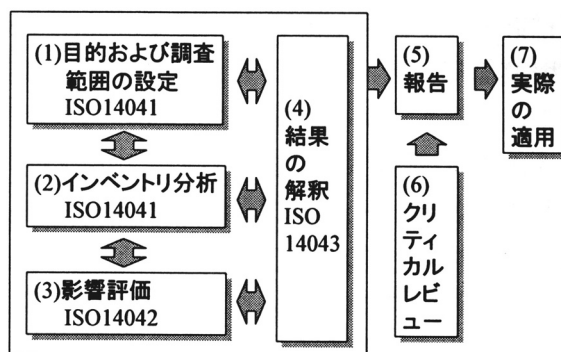 (1)目的および調査
範囲の設定
ISO14041
(2)インベントリ分析
ISO14041
(3)影響評価
ISO14042
(4)
結果
の
解釈
ISO
14043
(5)
報告
(6)
クリ
ティ
カル
レビ
ュー
(7)
実際
の
適用